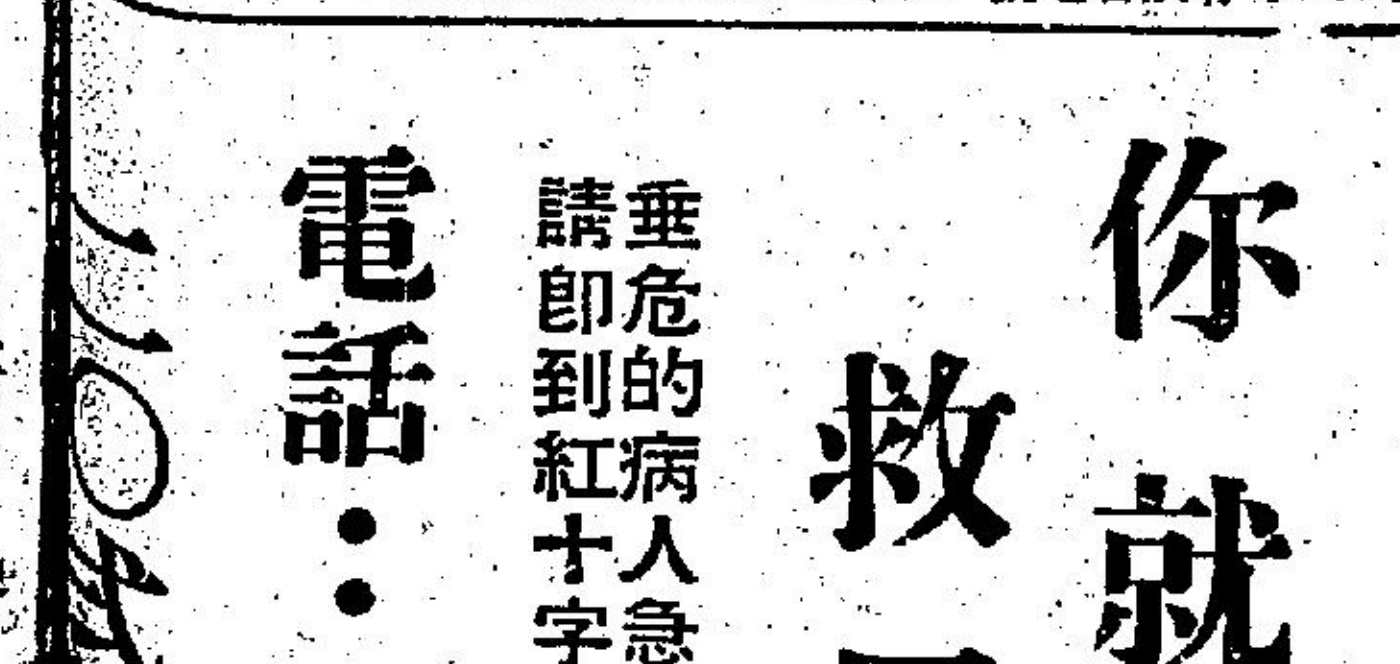 你就
救
垂危的病人急
請即到紅十字
電話：